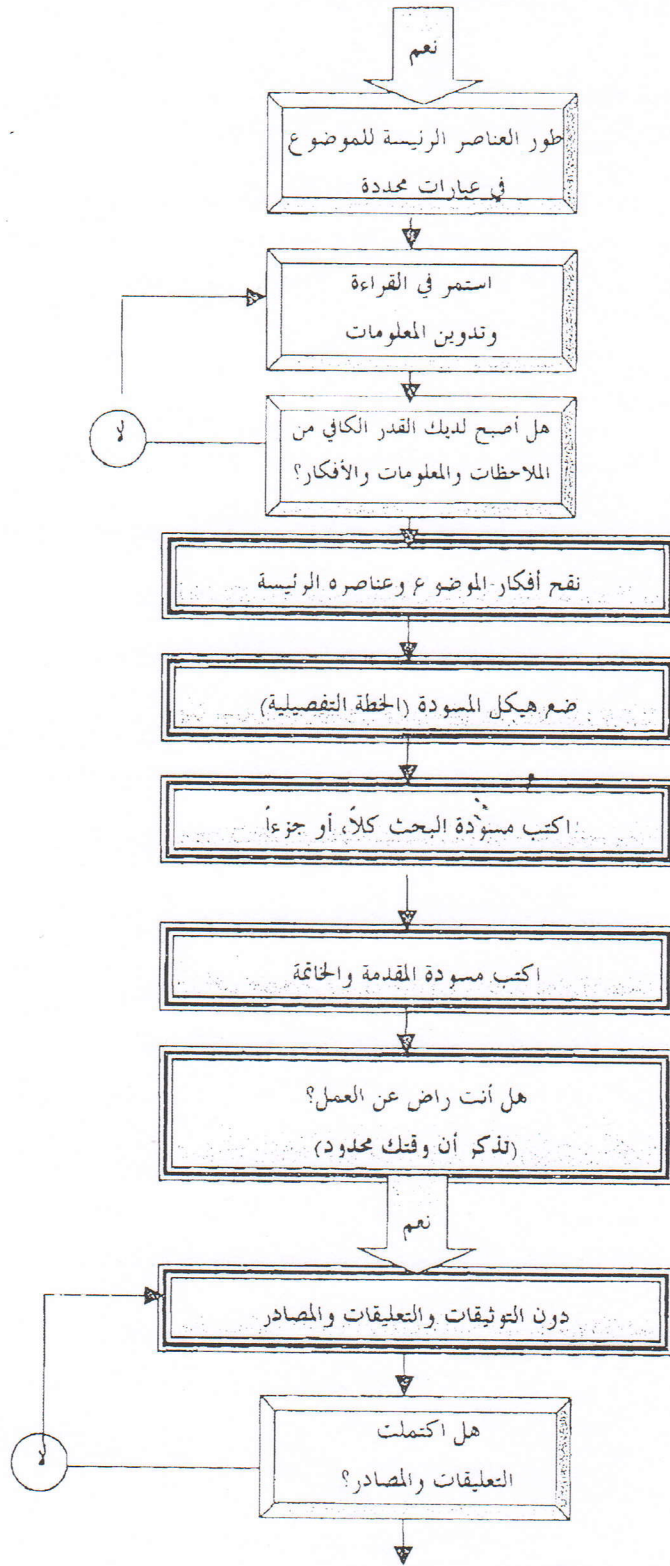 نعم
طور العناصر الرئيسة للموضوع
في عبارات محددة
استمر في القراءة
وتدوين المعلومات
هل أصبح لديك القدر الكافي من
لا
الملاحظات والمعلومات والأفكار؟
نقح أفكار الموضوع وعناصره الرئيسة
ضع هيكل المسودة (الخطة التفصيلية)
اكتب مسوّدة البحث كلاً، أو جزءاً
اكتب مسودة المقدمة والخاتمة
هل أنت راض عن العمل؟
(تذكر أن وقتك محدود)
نعم
دون التوثيقات والتعليقات والمصادر
هل اكتملت
لا
التعليقات والمصادر؟